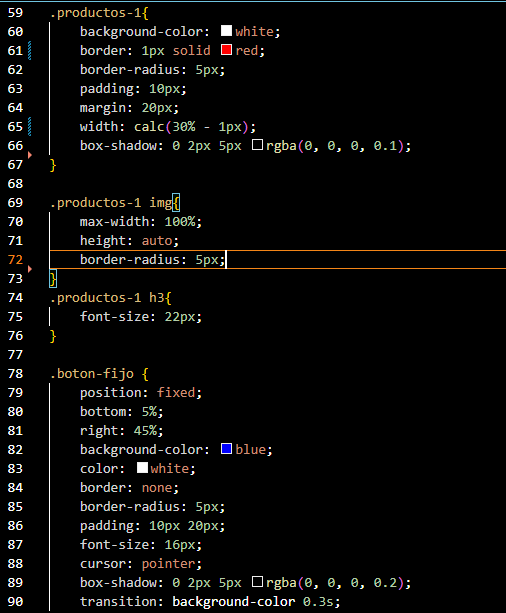 59 .productos-1{
60     background-color: white;
61     border: 1px solid red;
62     border-radius: 5px;
63     padding: 10px;
64     margin: 20px;
65     width: calc(30% - 1px);
66     box-shadow: 0 2px 5px rgba(0, 0, 0, 0.1);
67 }
68
69 .productos-1 img{
70     max-width: 100%;
71     height: auto;
72     border-radius: 5px;
73 }
74 .productos-1 h3{
75     font-size: 22px;
76 }
77
78 .boton-fijo {
79     position: fixed;
80     bottom: 5%;
81     right: 45%;
82     background-color: blue;
83     color: white;
84     border: none;
85     border-radius: 5px;
86     padding: 10px 20px;
87     font-size: 16px;
88     cursor: pointer;
89     box-shadow: 0 2px 5px rgba(0, 0, 0, 0.2);
90     transition: background-color 0.3s;